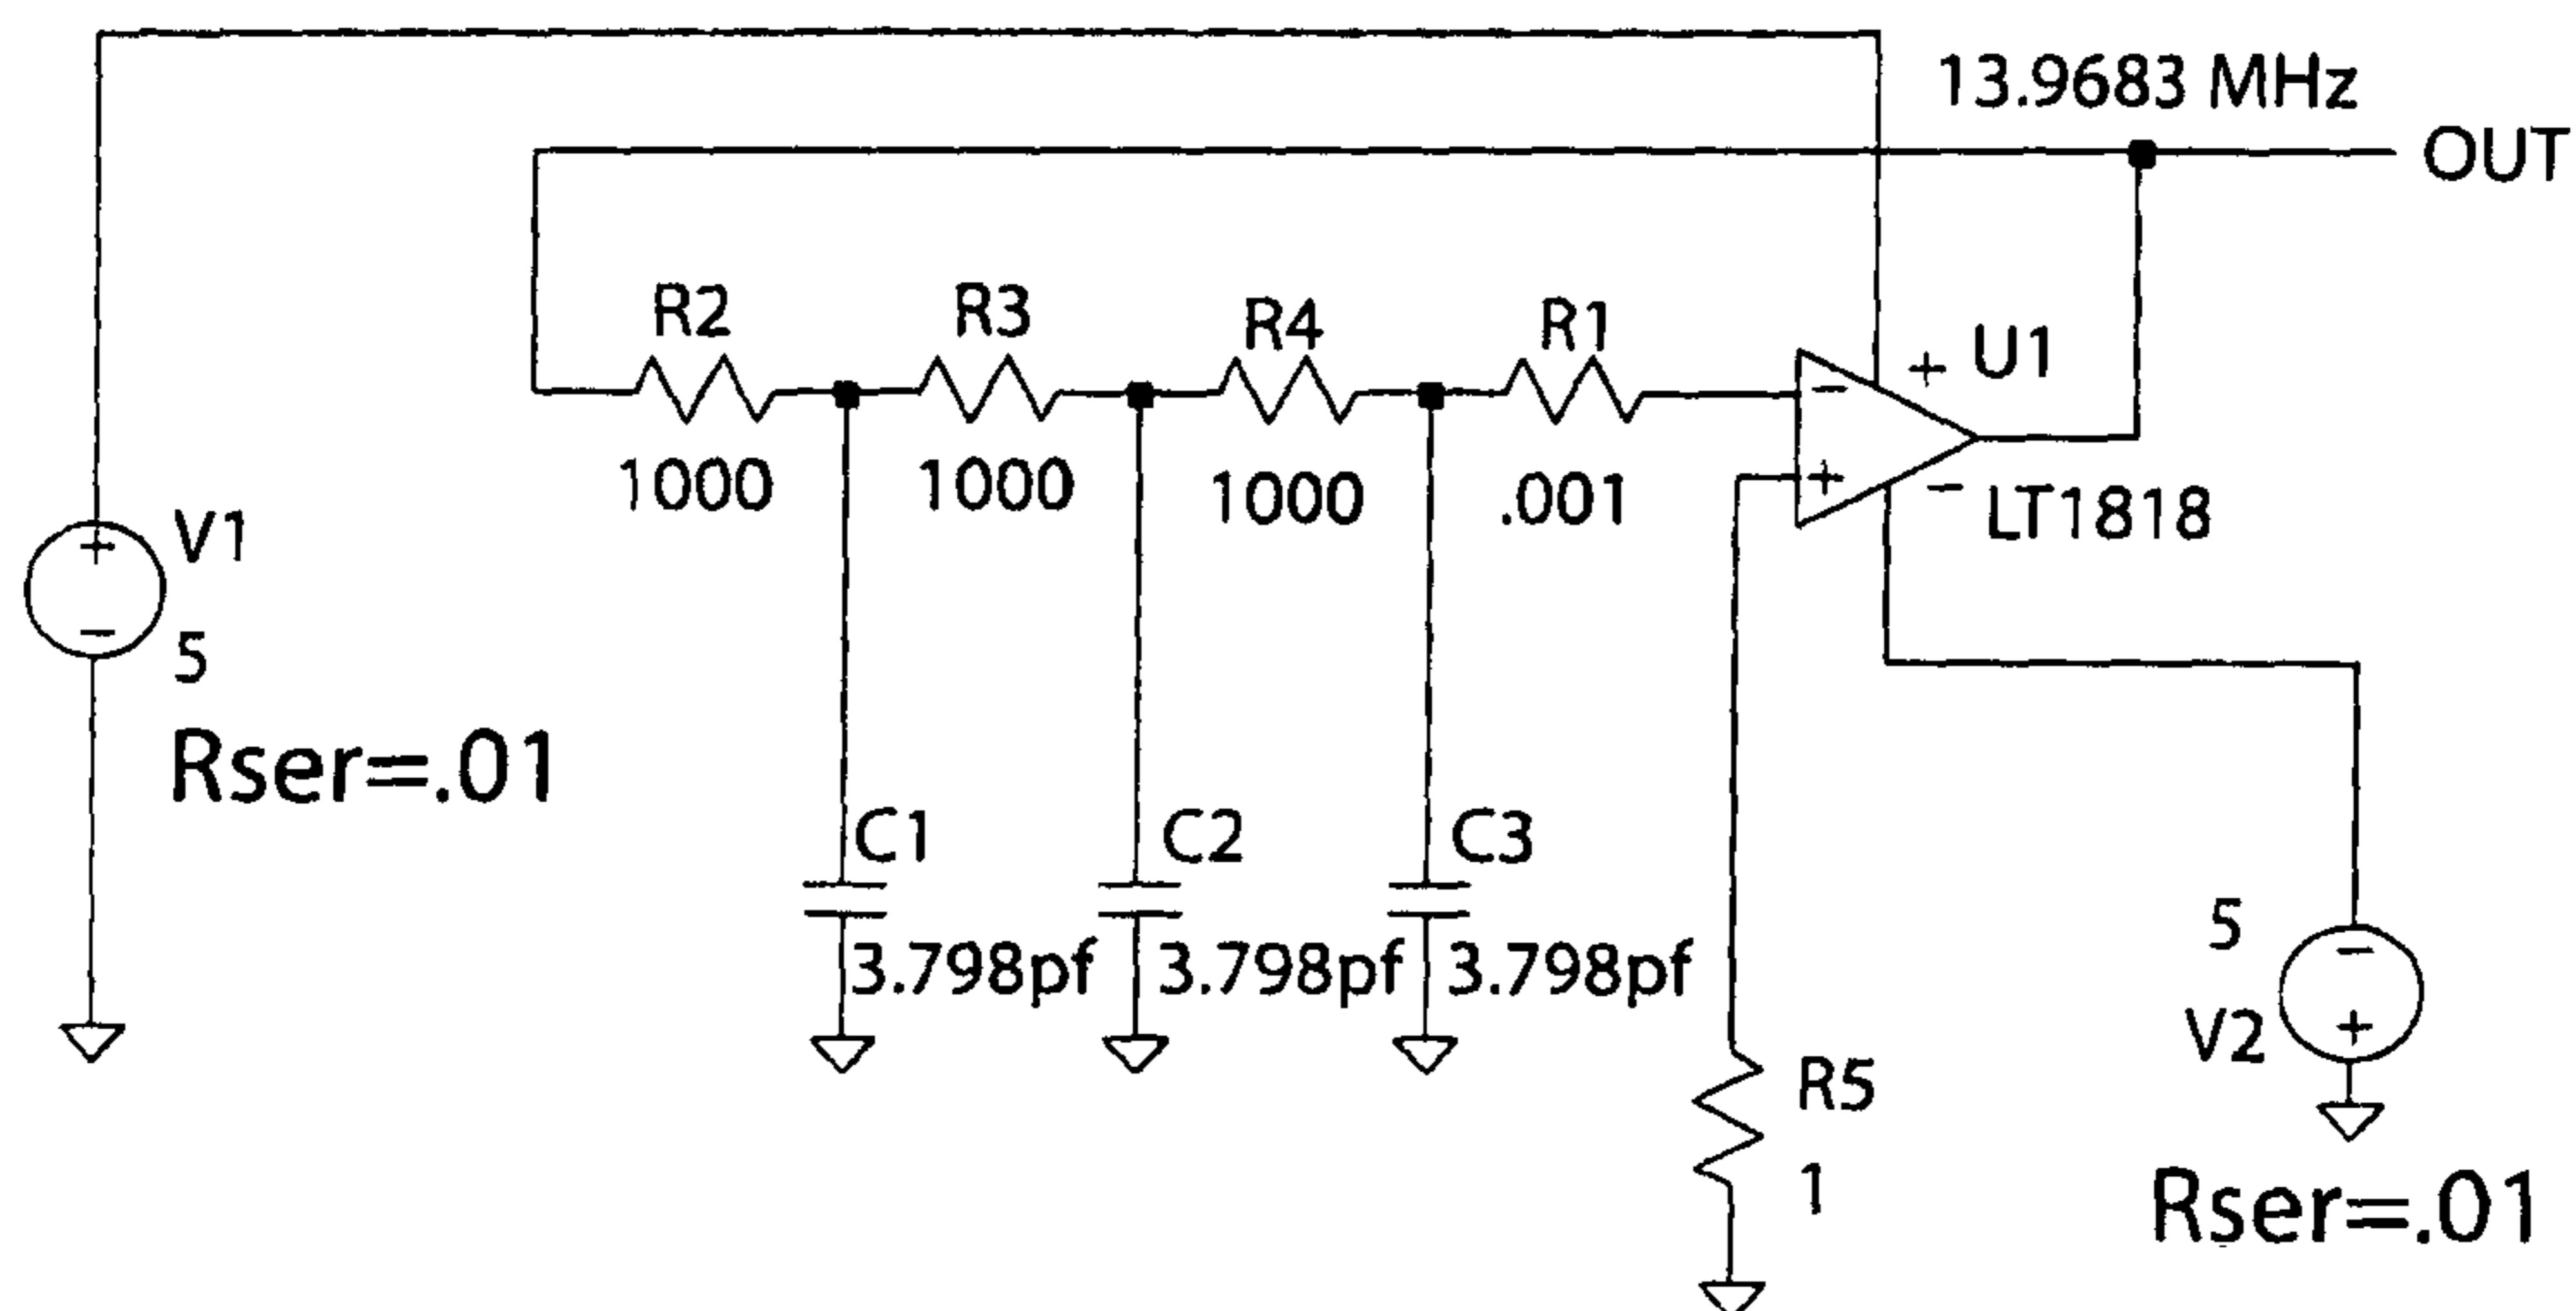 13.9683 MHz
OUT
R2
R3
R4
R1
+
U1
−
1000
1000
1000
.001
+
−
LT1818
+
V1
−
5
Rser=.01
C1
C2
C3
3.798pf
3.798pf
3.798pf
5
−
V2
+
R5
1
Rser=.01